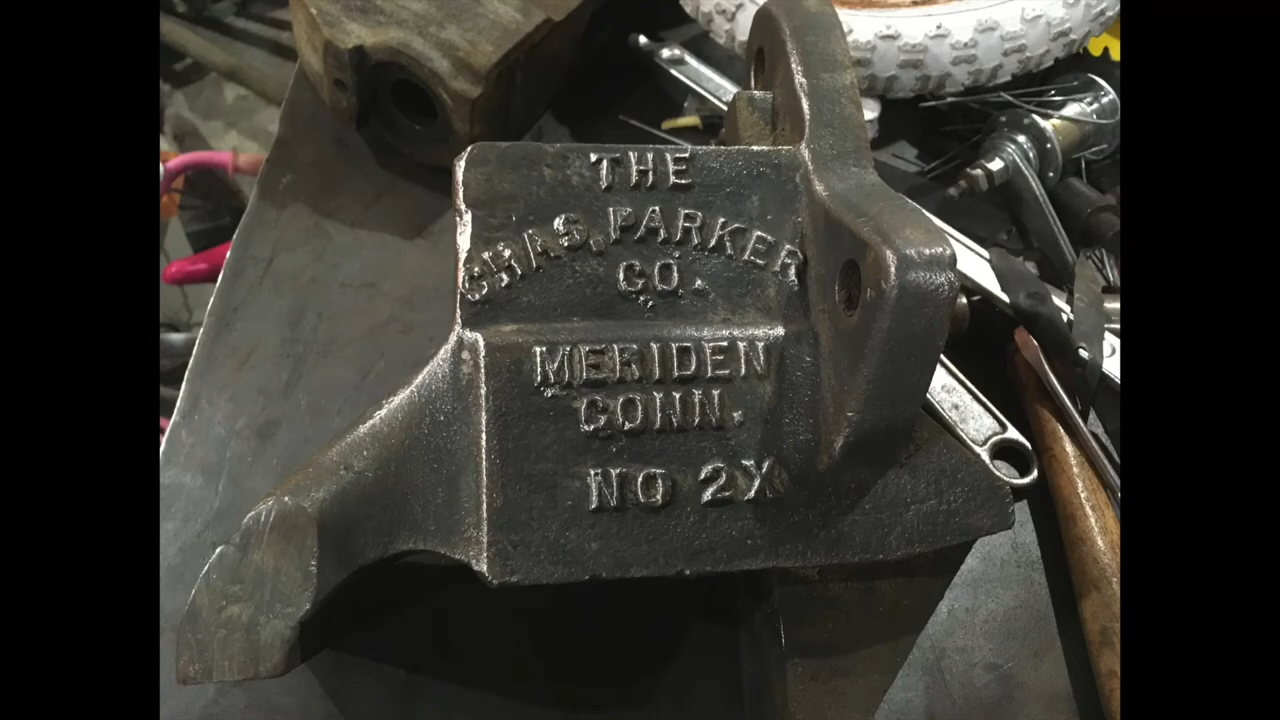 THE
CHAS. PARKER
CO.
MERIDEN
CONN.
NO 2X